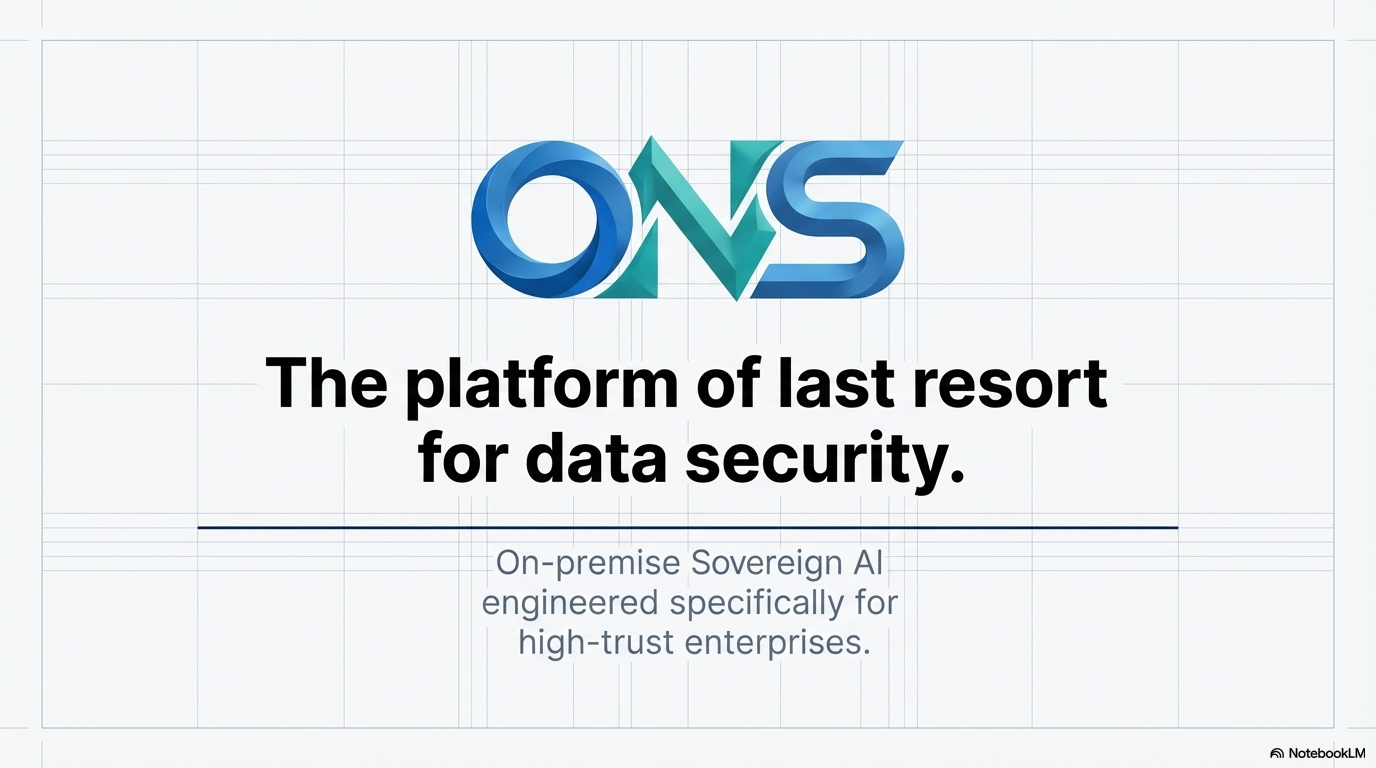 ONS
The platform of last resort
for data security.
On-premise Sovereign AI
engineered specifically for
high-trust enterprises.
NotebookLM